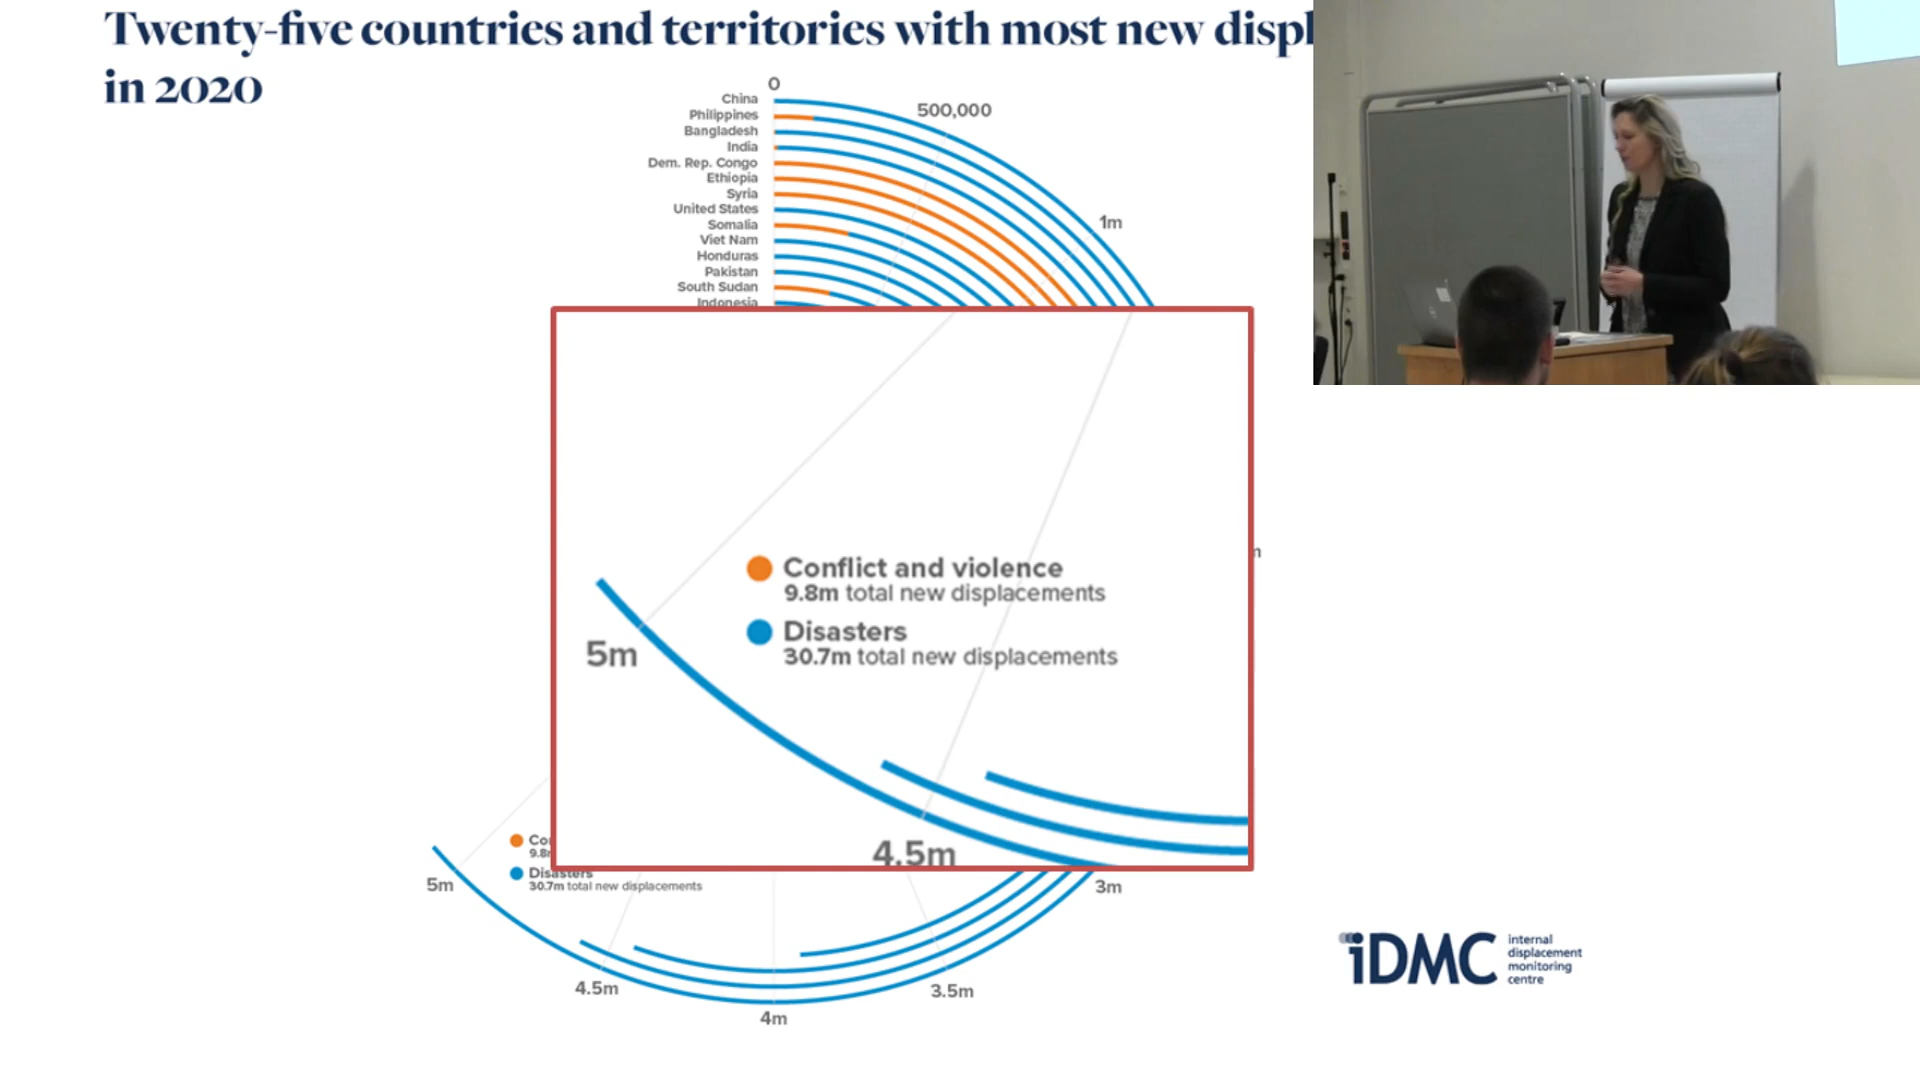 Twenty-five countries and territories with most new displ
in 2020
0
500,000
1m
China
Philippines
Bangladesh
India
Dem. Rep. Congo
Ethiopia
Syria
United States
Somalia
Viet Nam
Honduras
Pakistan
South Sudan
Indonesia
Conflict and violence
9.8m total new displacements
Disasters
30.7m total new displacements
5m
4.5m
Co
9.8
Disasters
30.7m total new displacements
5m
4.5m
4m
3.5m
3m
iDMC
internal
displacement
monitoring
centre